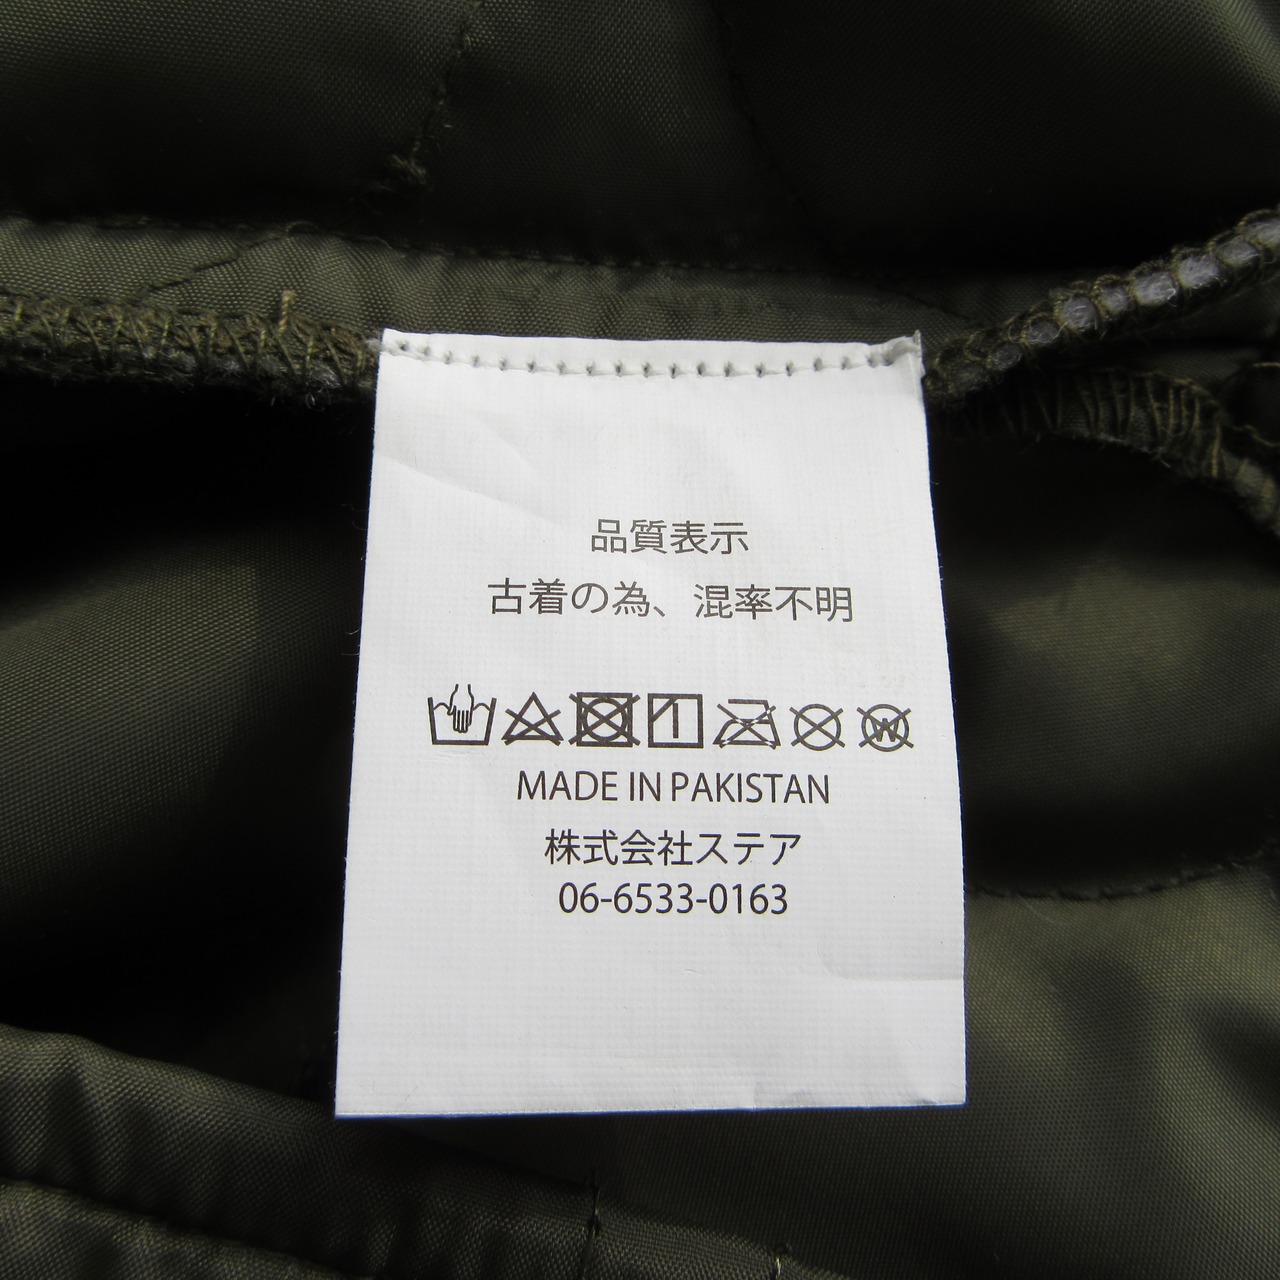 品質表示
古着の為、混率不明
W
MADE IN PAKISTAN
株式会社ステア
06-6533-0163